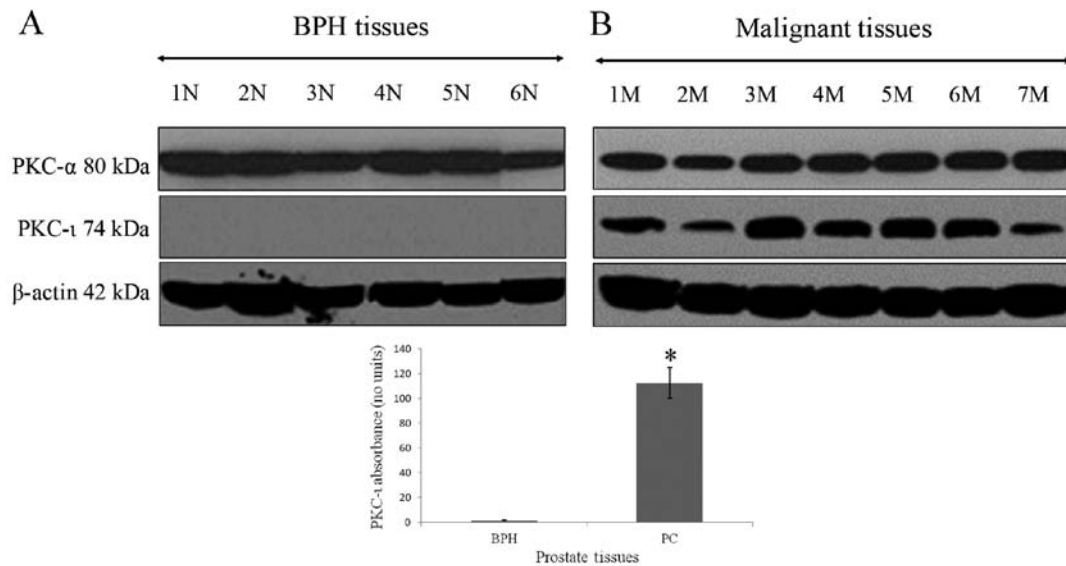 A
BPH tissues
1N 2N 3N 4N 5N 6N
B
Malignant tissues
1M 2M 3M 4M 5M 6M 7M
PKC-α 80 kDa
PKC-ι 74 kDa
β-actin 42 kDa
PKC-ι absorbance (no units)
140
120
100
80
60
40
20
0
*
BPH PC
Prostate tissues